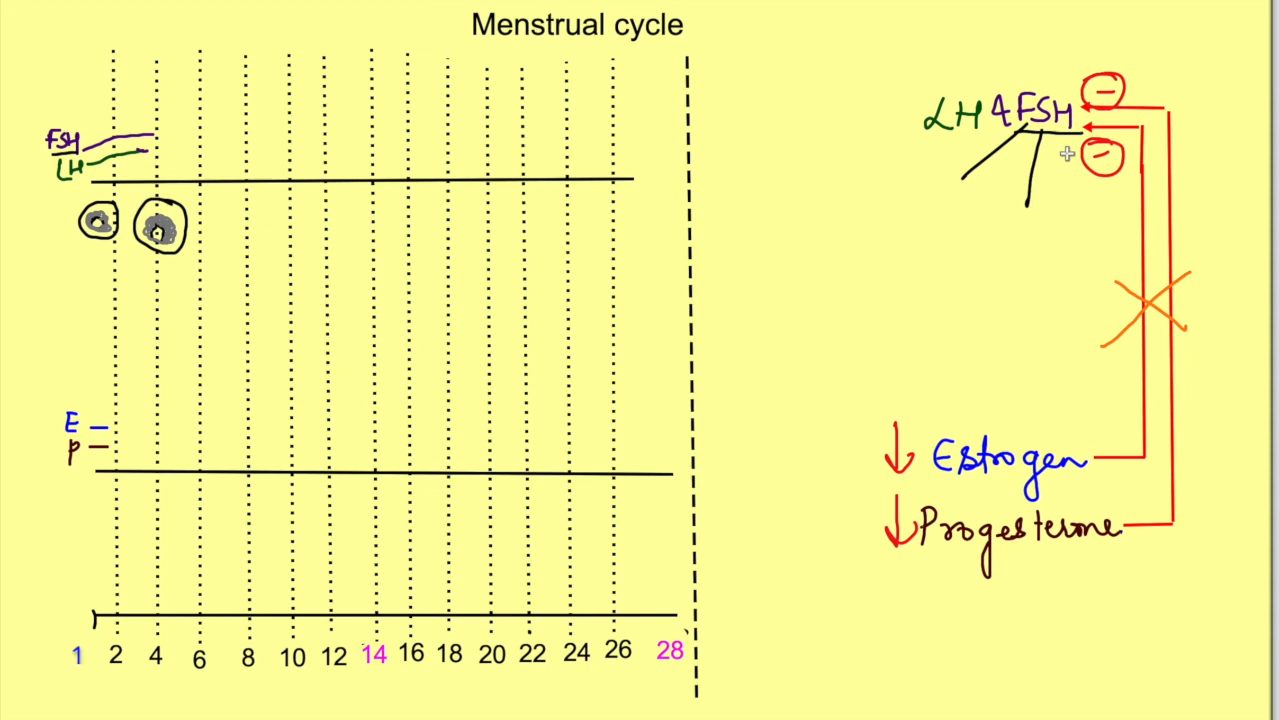 Menstrual cycle
FSH
LH
E
P
1 2 4 6 8 10 12 14 16 18 20 22 24 26 28
LH & FSH
Estrogen
Progesterone